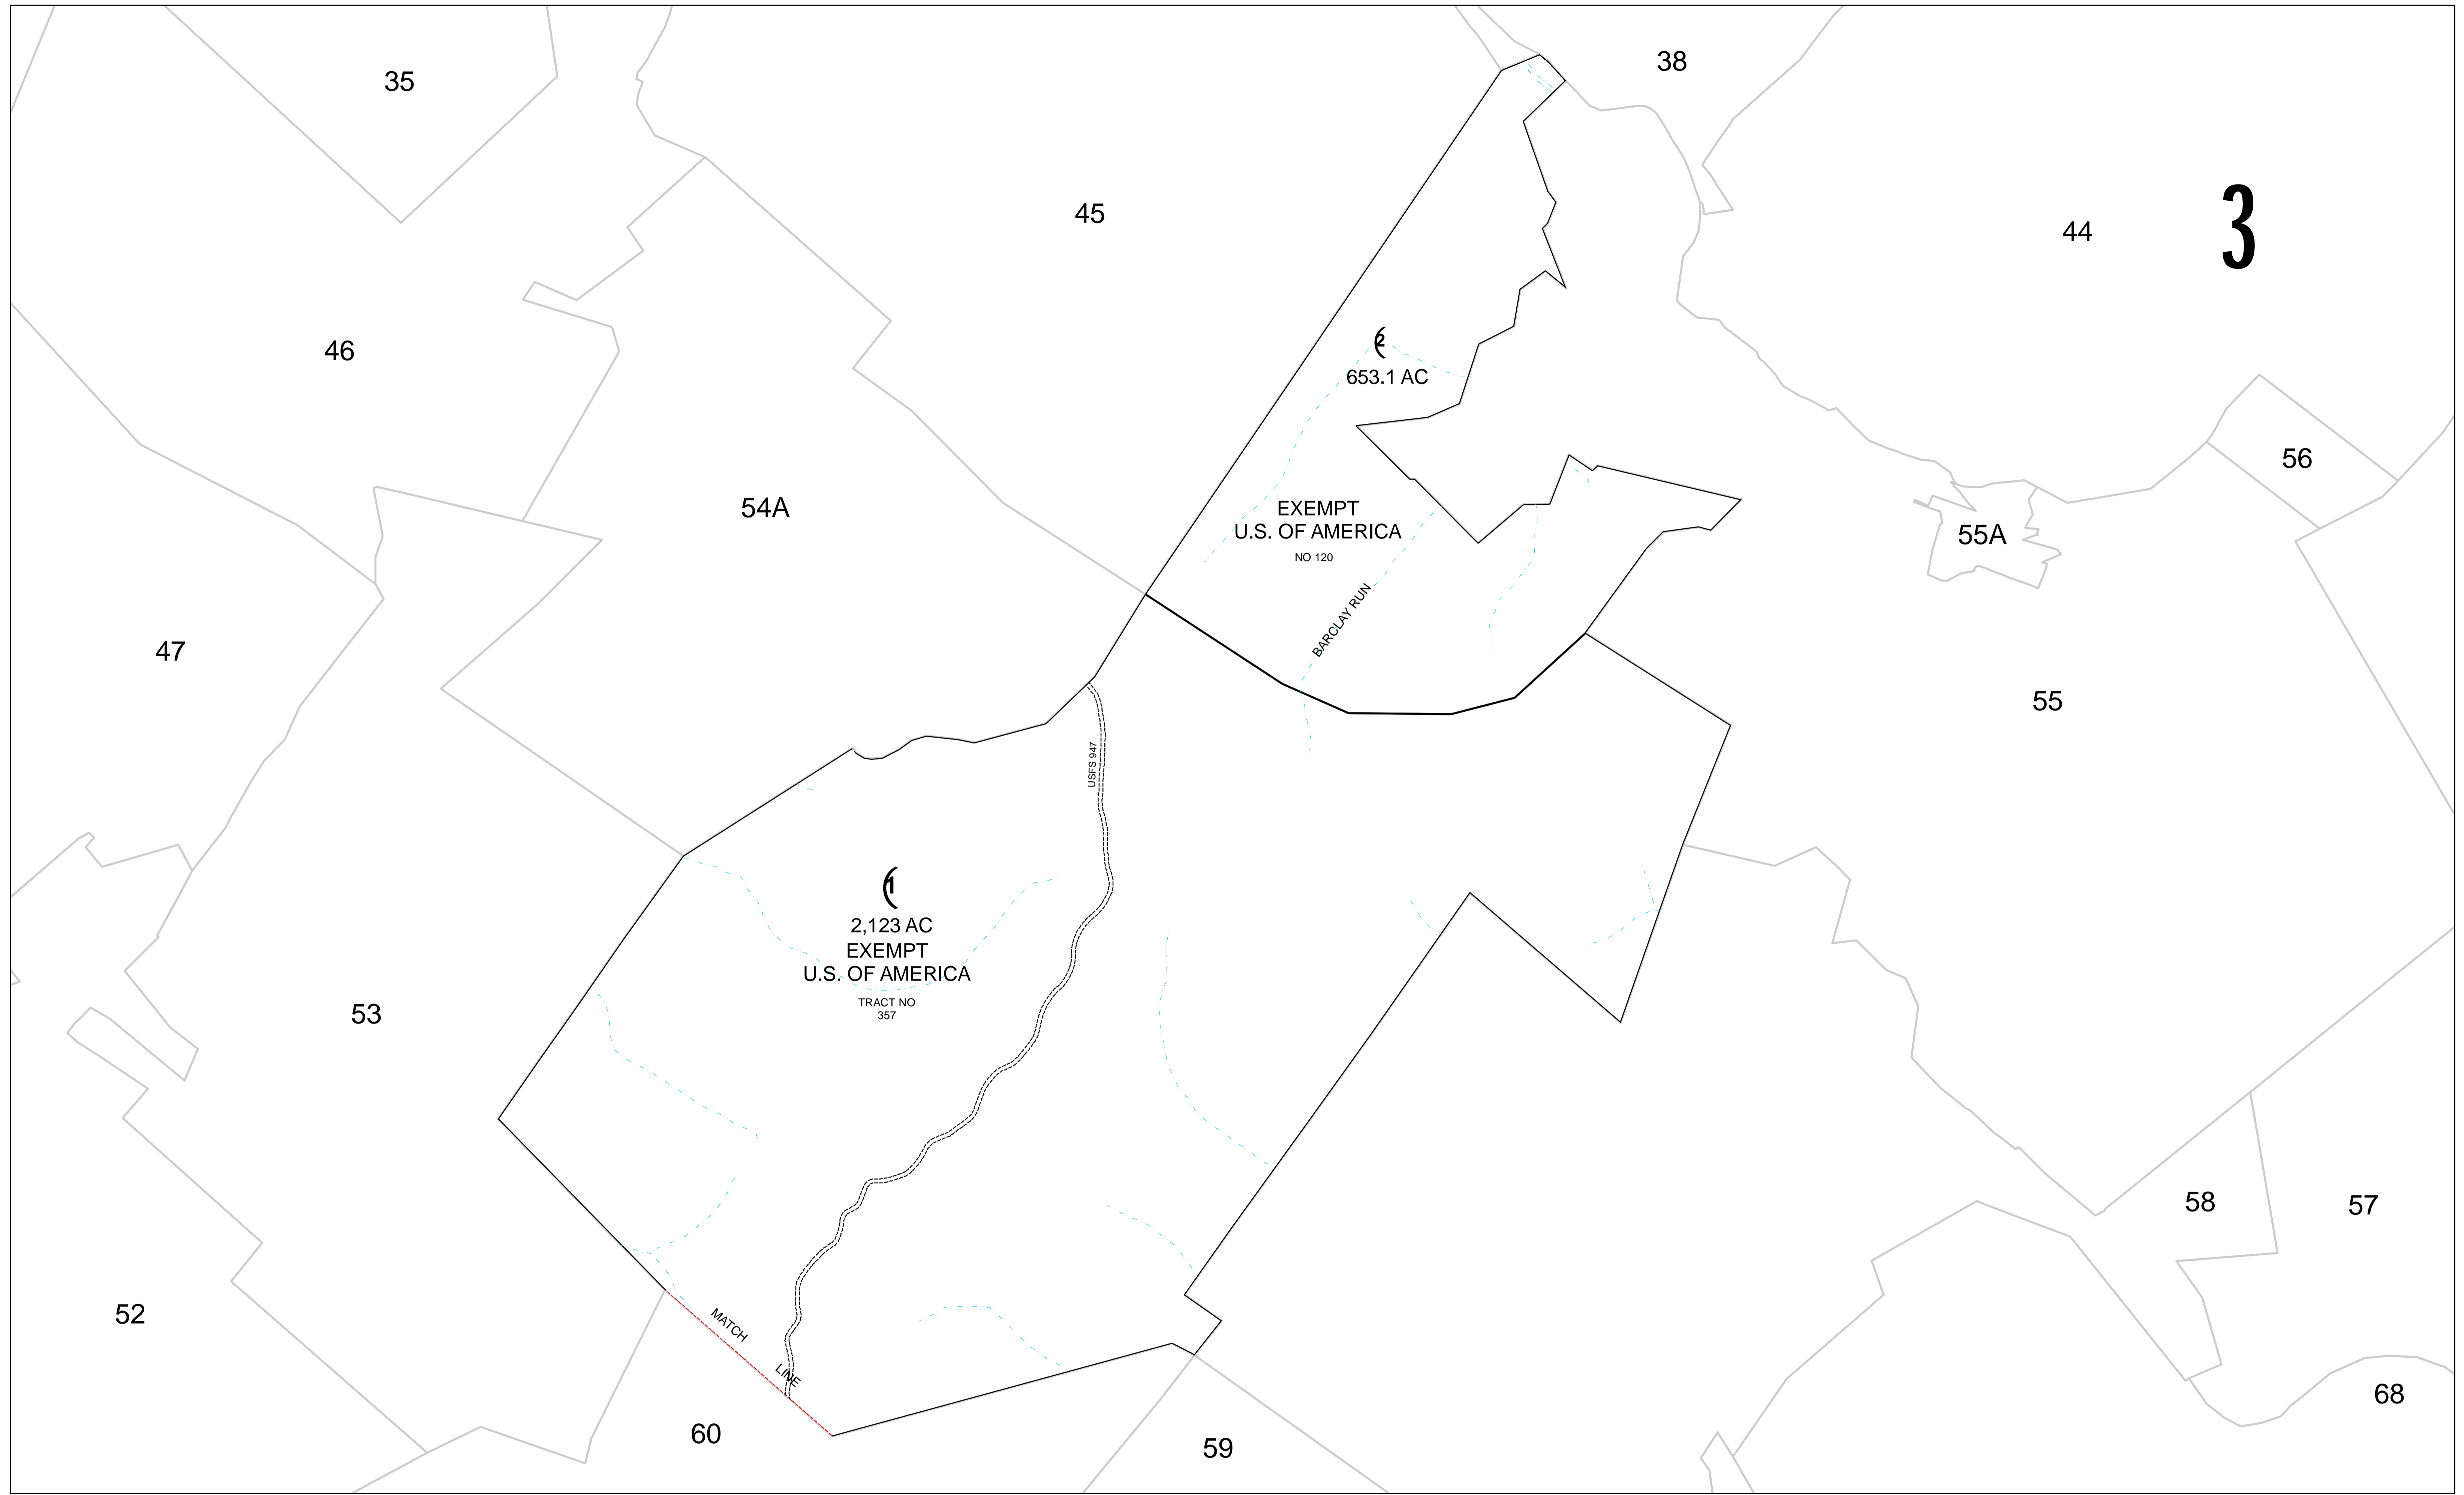 35
38
45
44
3
46
2
653.1 AC
56
54A
EXEMPT
U.S. OF AMERICA
NO 120
55A
BARCLAY RUN
47
55
USFS 947
1
2,123 AC
EXEMPT
U.S. OF AMERICA
TRACT NO
357
53
58
57
52
MATCH
LINE
68
60
59